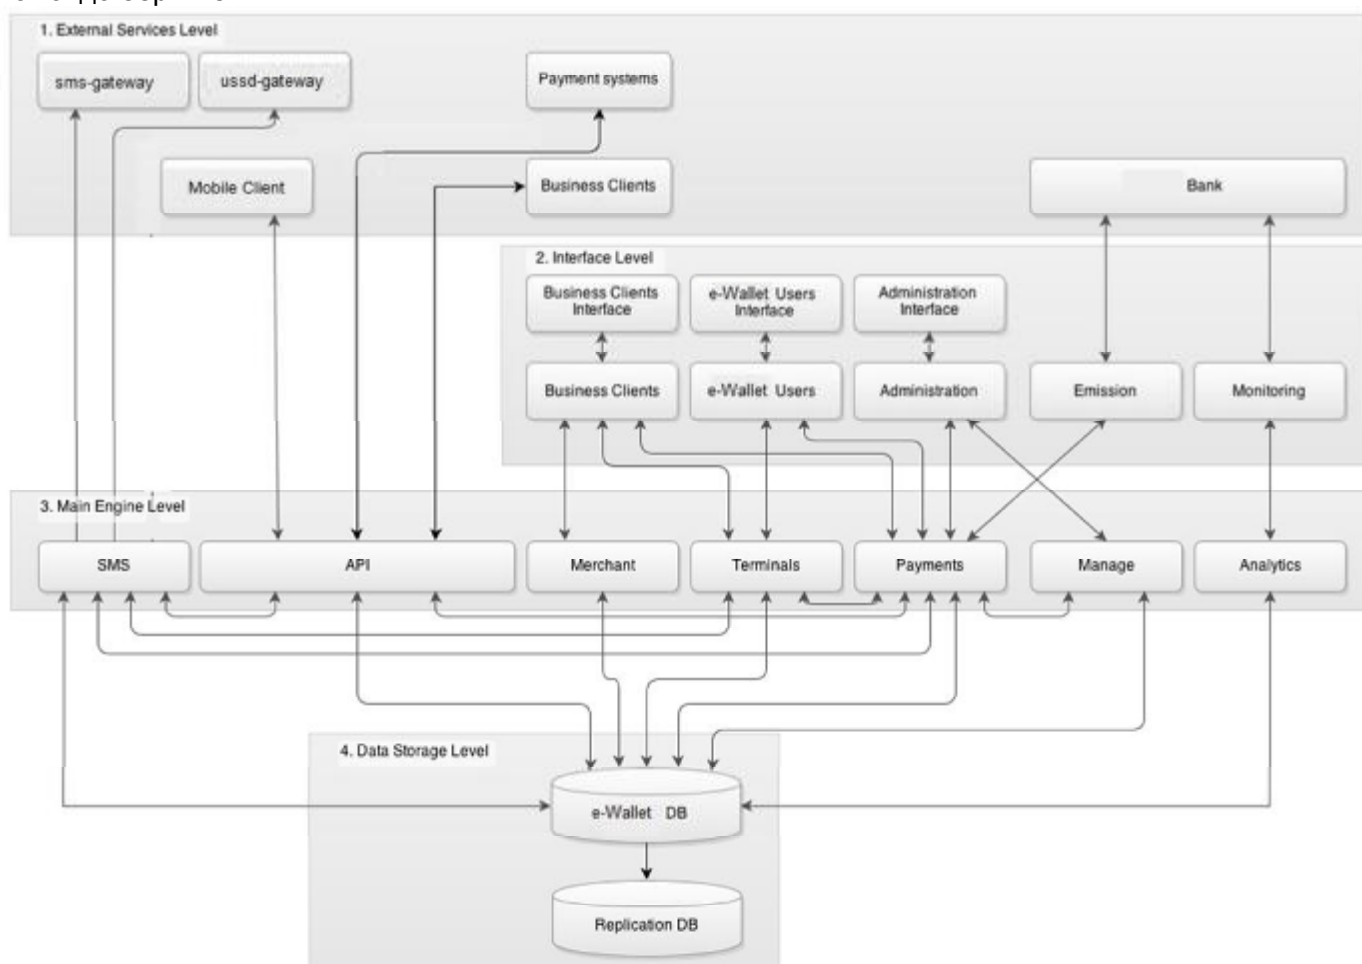 1. External Services Level
sms-gateway
ussd-gateway
Payment systems
Mobile Client
Business Clients
Bank
2. Interface Level
Business Clients
Interface
e-Wallet Users
Interface
Administration
Interface
Business Clients
e-Wallet Users
Administration
Emission
Monitoring
3. Main Engine Level
SMS
API
Merchant
Terminals
Payments
Manage
Analytics
4. Data Storage Level
e-Wallet DB
Replication DB